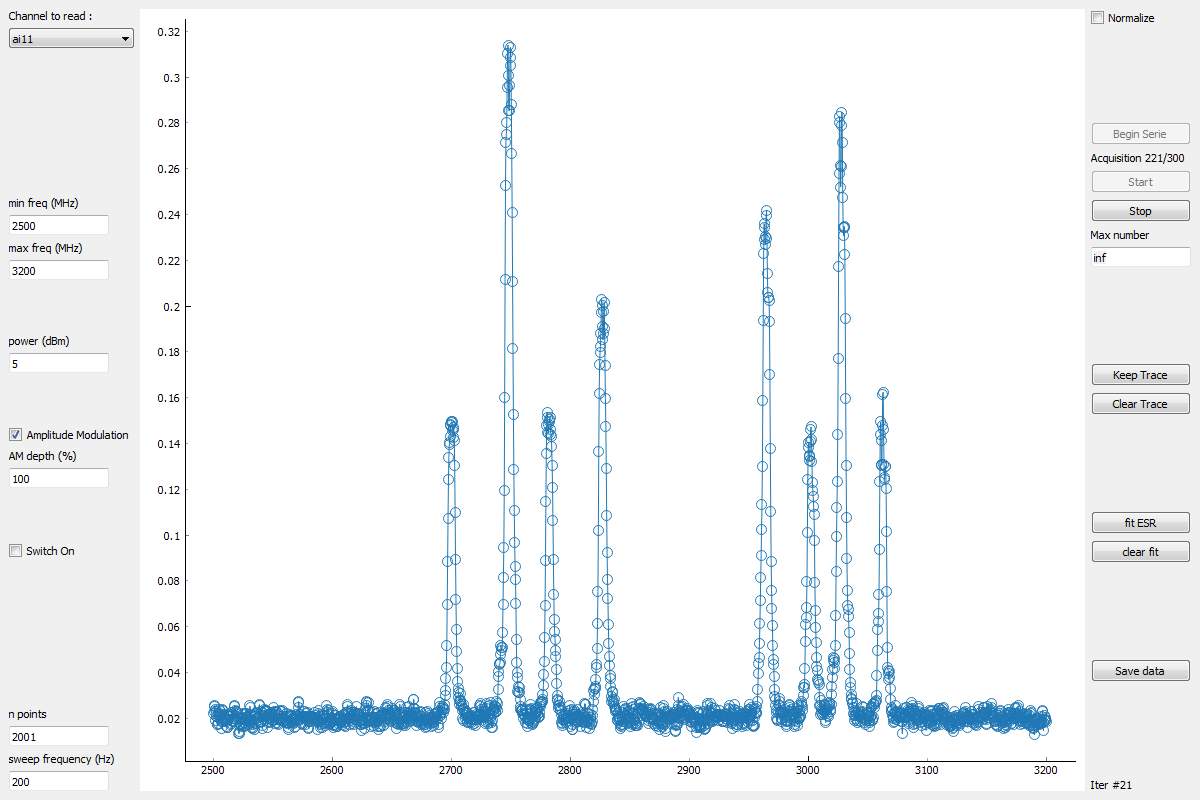 Channel to read :
ai11
min freq (MHz)
2500
max freq (MHz)
3200
power (dBm)
5
Amplitude Modulation
AM depth (%)
100
Switch On
n points
2001
sweep frequency (Hz)
200
0.32
0.3
0.28
0.26
0.24
0.22
0.2
0.18
0.16
0.14
0.12
0.1
0.08
0.06
0.04
0.02
2500 2600 2700 2800 2900 3000 3100 3200
Normalize
Begin Serie
Acquisition 221/300
Start
Stop
Max number
inf
Keep Trace
Clear Trace
fit ESR
clear fit
Save data
Iter #21